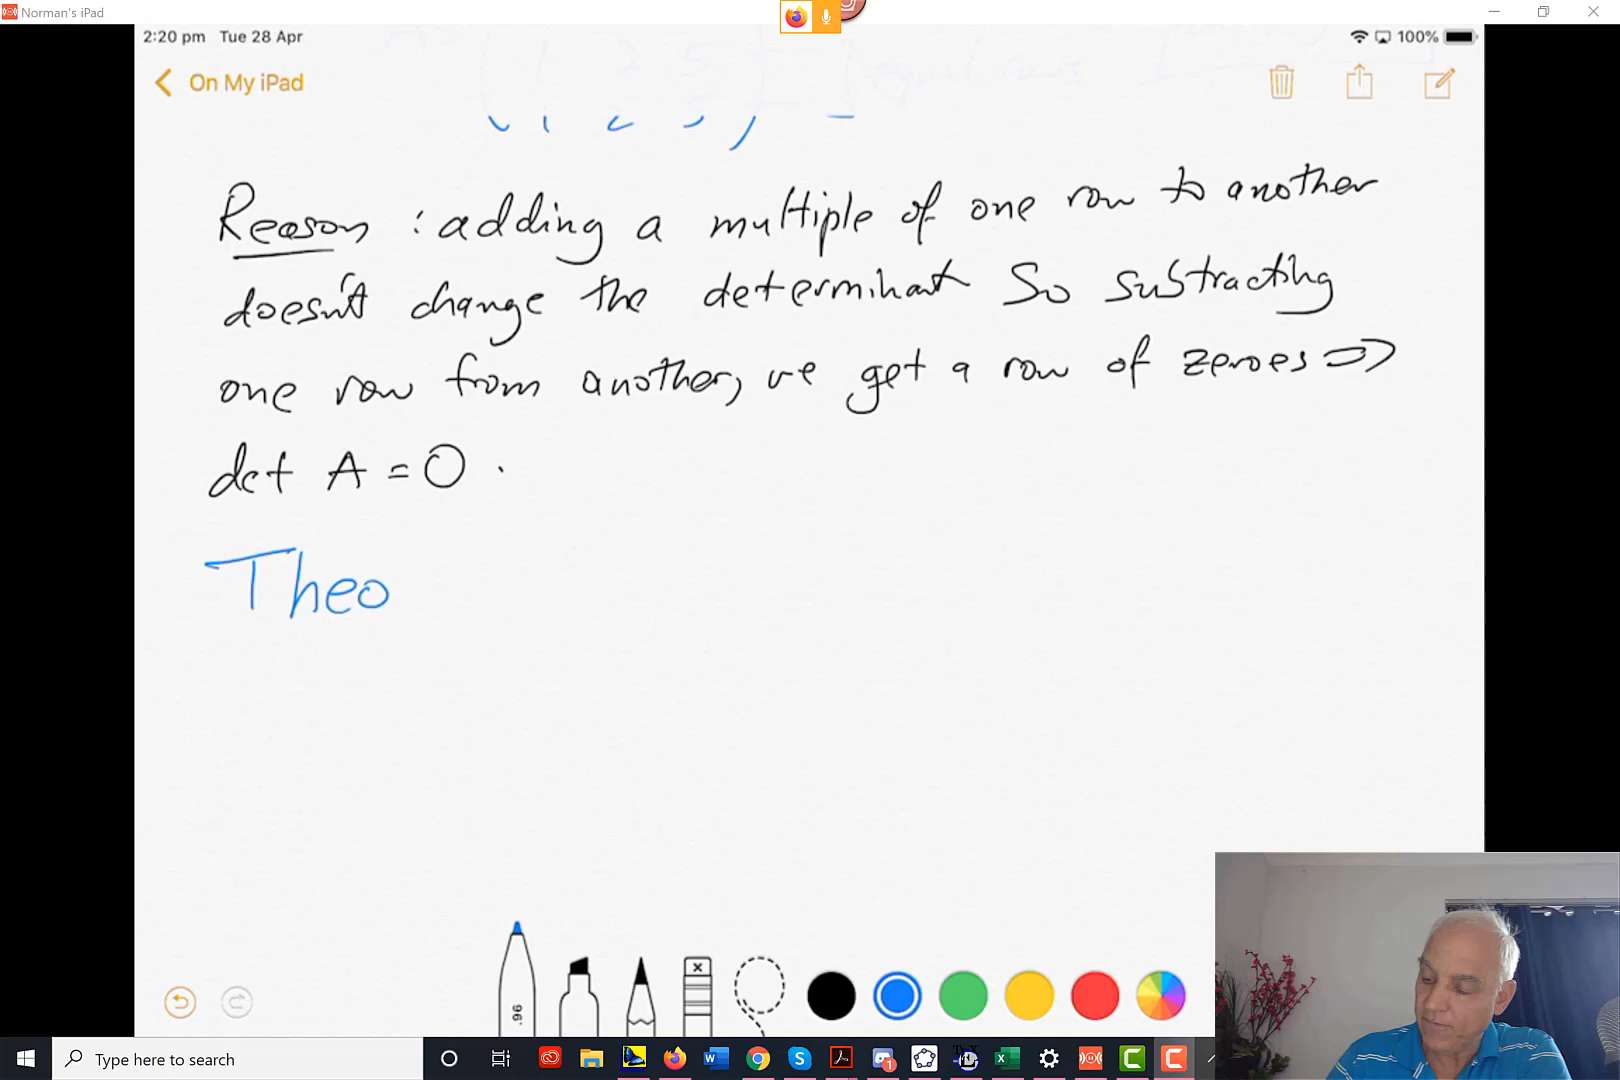 Norman's iPad
2:20 pm Tue 28 Apr
100%
On My iPad
Reason : adding a multiple of one row to another
doesn't change the determinant So subtracting
one row from another, we get a row of zeroes ⇒
det A = 0 .
Theo
.96
Type here to search